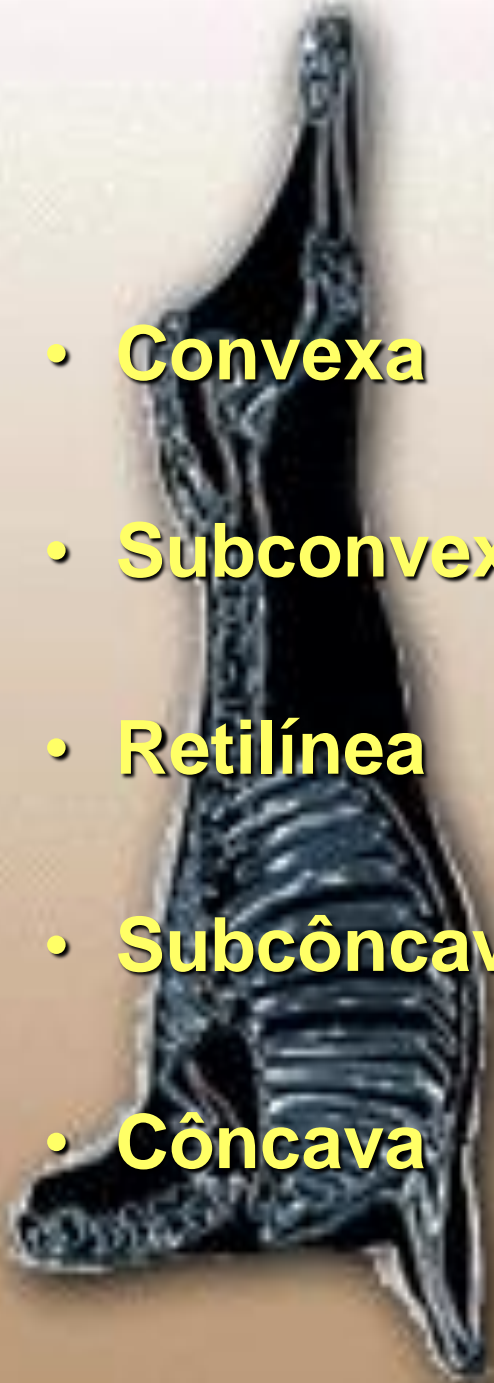 • Convexa
• Subconvex
• Retilínea
• Subcôncav
• Côncava